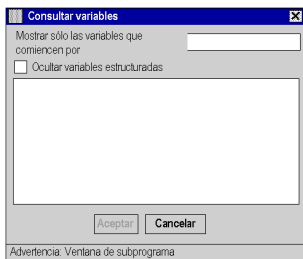 Consultar variables
Mostrar sólo las variables que
comiencen por
Ocultar variables estructuradas
Aceptar
Cancelar
Advertencia: Ventana de subprograma